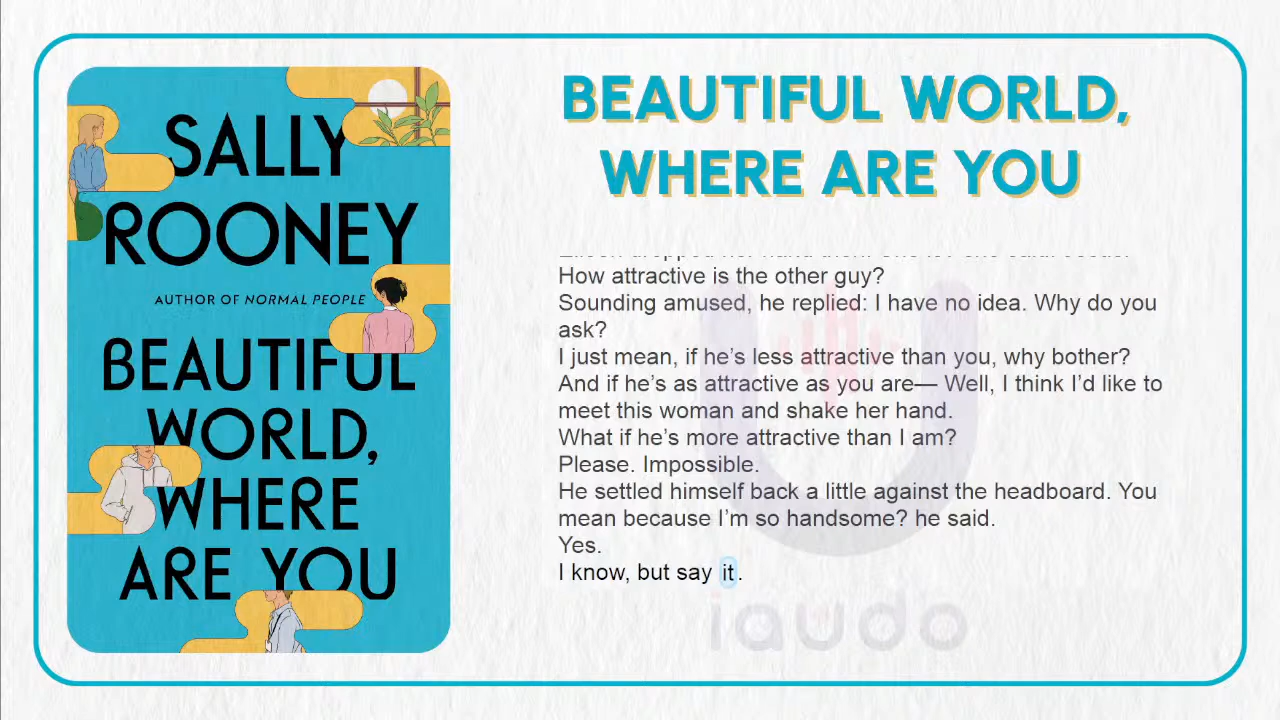 SALLY
ROONEY
AUTHOR OF NORMAL PEOPLE
BEAUTIFUL
WORLD,
WHERE
ARE YOU
BEAUTIFUL WORLD,
WHERE ARE YOU
How attractive is the other guy?
Sounding amused, he replied: I have no idea. Why do you
ask?
I just mean, if he’s less attractive than you, why bother?
And if he’s as attractive as you are— Well, I think I’d like to
meet this woman and shake her hand.
What if he’s more attractive than I am?
Please. Impossible.
He settled himself back a little against the headboard. You
mean because I’m so handsome? he said.
Yes.
I know, but say it.
iaudo